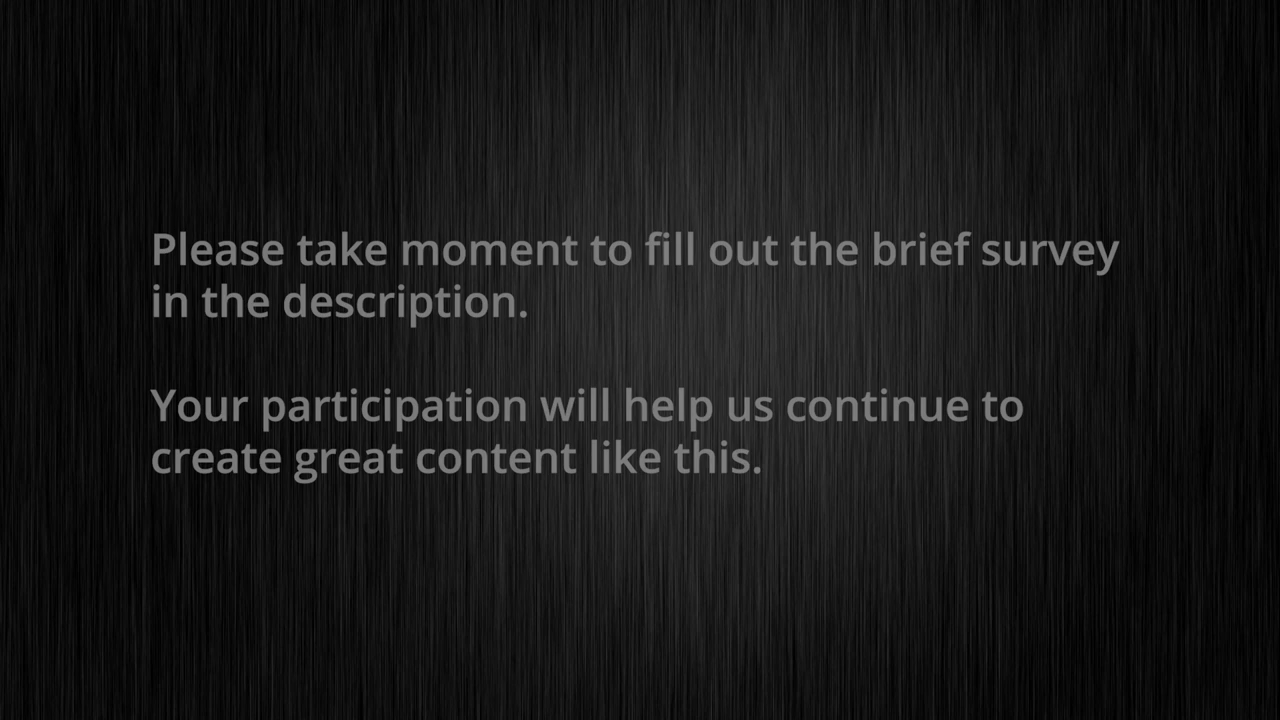 Please take moment to fill out the brief survey
in the description.
Your participation will help us continue to
create great content like this.